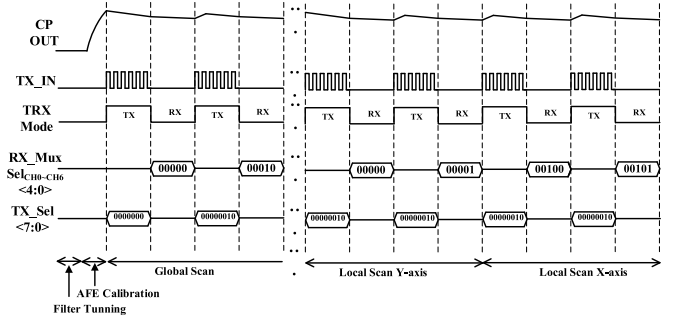 CP
OUT
TX_IN
TRX
Mode
TX RX TX RX TX RX TX RX TX RX TX RX
RX_Mux
Sel CH0~CH6
<4:0>
00000 00010 00000 00001 00100 00101
TX_Sel
<7:0>
0000000 00000010 00000010 00000010 00000010 00000010
Global Scan Local Scan Y-axis Local Scan X-axis
AFE Calibration
Filter Tunning